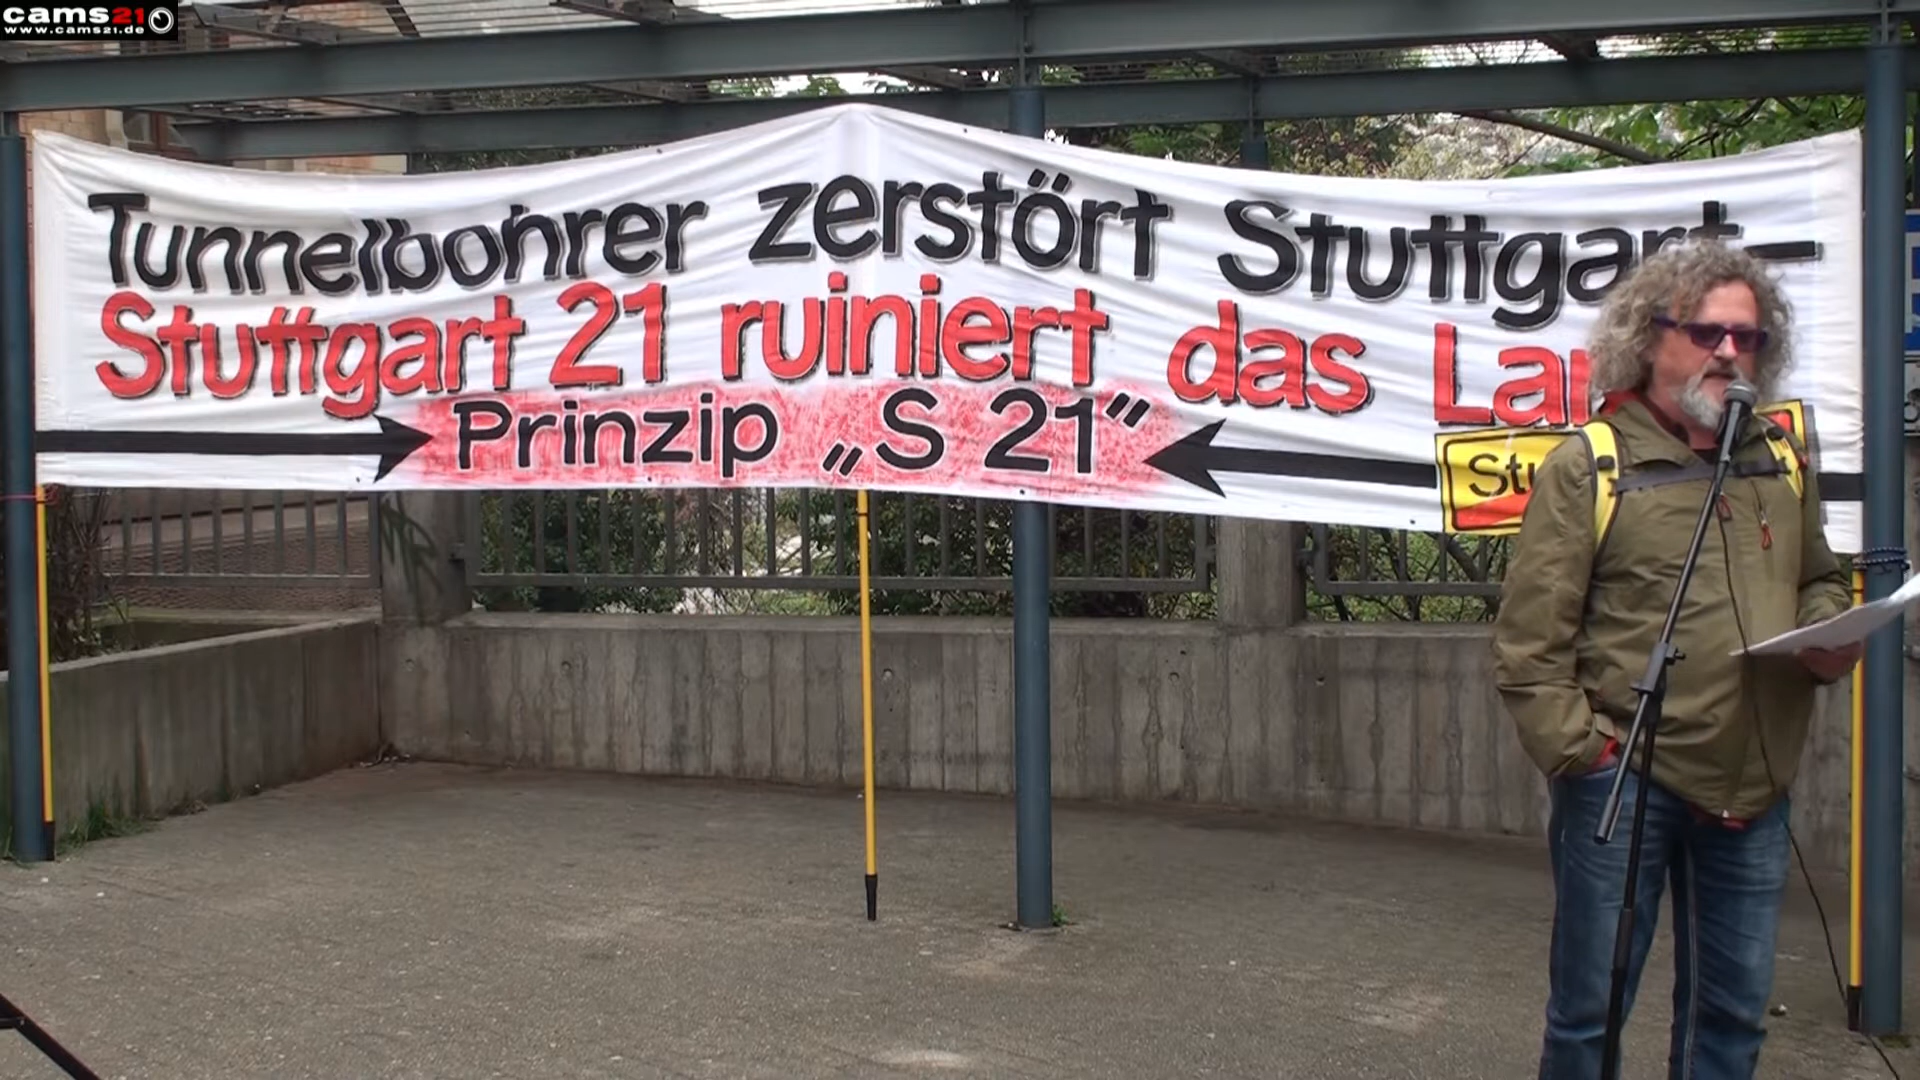 cams21
www.cams21.de
Tunnelbohrer zerstört Stuttgart–
Stuttgart 21 ruiniert das
Prinzip „S 21”